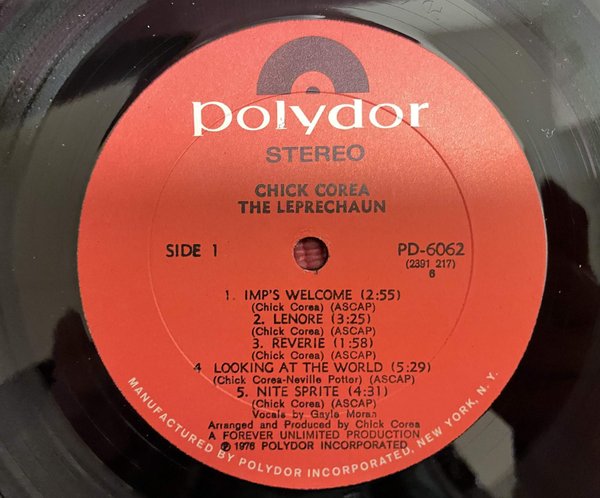 polydor
STEREO
CHICK COREA
THE LEPRECHAUN
SIDE 1
PD-6062
(2391 217)
6
1. IMP'S WELCOME (2:55)
(Chick Corea) (ASCAP)
2. LENORE (3:25)
(Chick Corea) (ASCAP)
3. REVERIE (1:58)
(Chick Corea) (ASCAP)
4 LOOKING AT THE WORLD (5:29)
(Chick Corea-Neville Potter) (ASCAP)
5. NITE SPRITE (4:31)
(Chick Corea) (ASCAP)
Vocals by Gayle Moran
Arranged and Produced by Chick Corea
A FOREVER UNLIMITED PRODUCTION
℗ 1976 POLYDOR INCORPORATED
MANUFACTURED BY POLYDOR INCORPORATED, NEW YORK, N.Y.